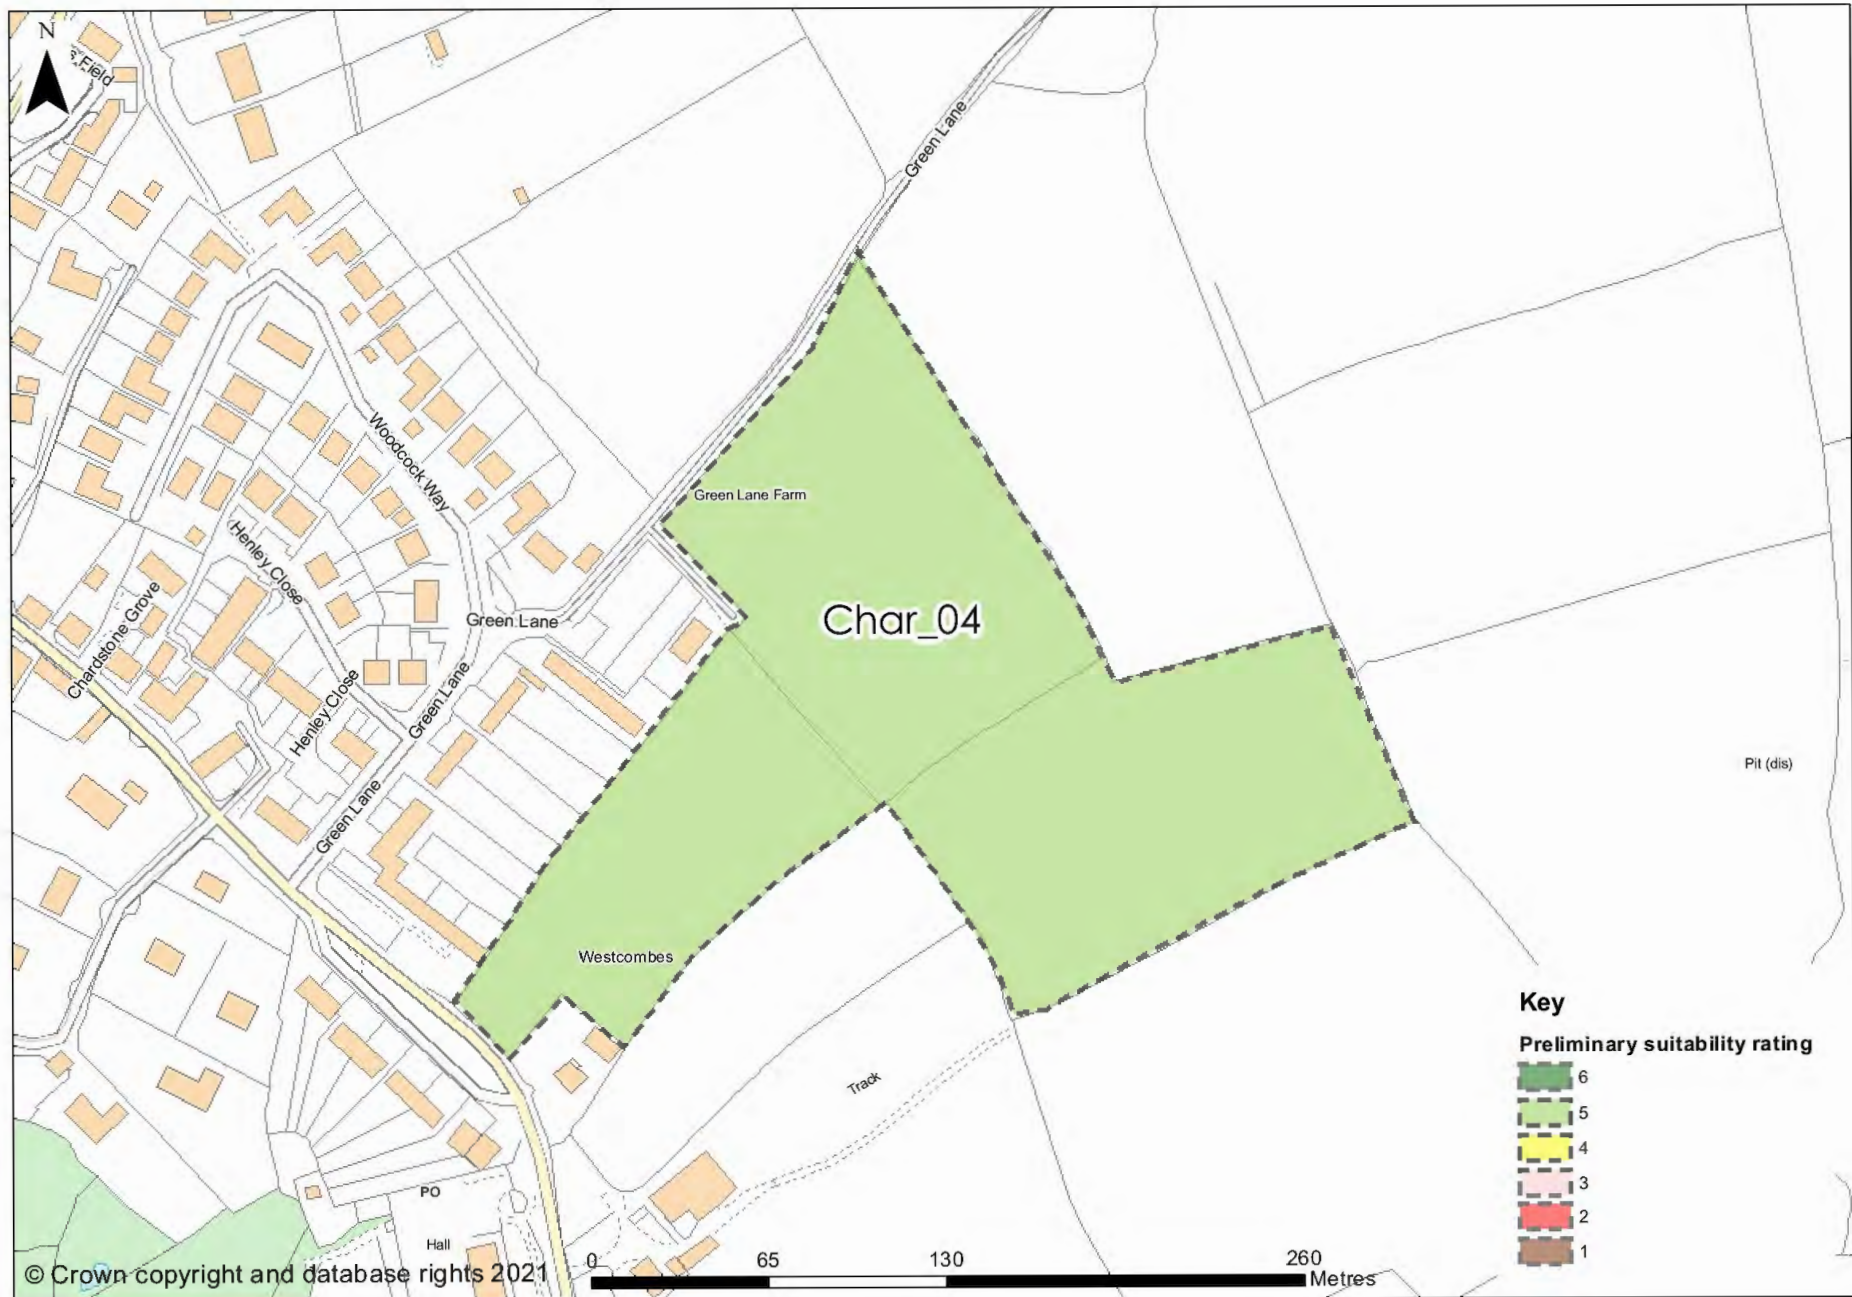 N
s Field
Green Lane
Woodcock Way
Green Lane Farm
Henley Close
Chardstone Grove
Green Lane
Char_04
Green Lane
Henley Close
Green Lane
Pit (dis)
Westcombes
Track
PO
Hall
Key
Preliminary suitability rating
6
5
4
3
2
1
0 65 130 260
Metres
© Crown copyright and database rights 2021